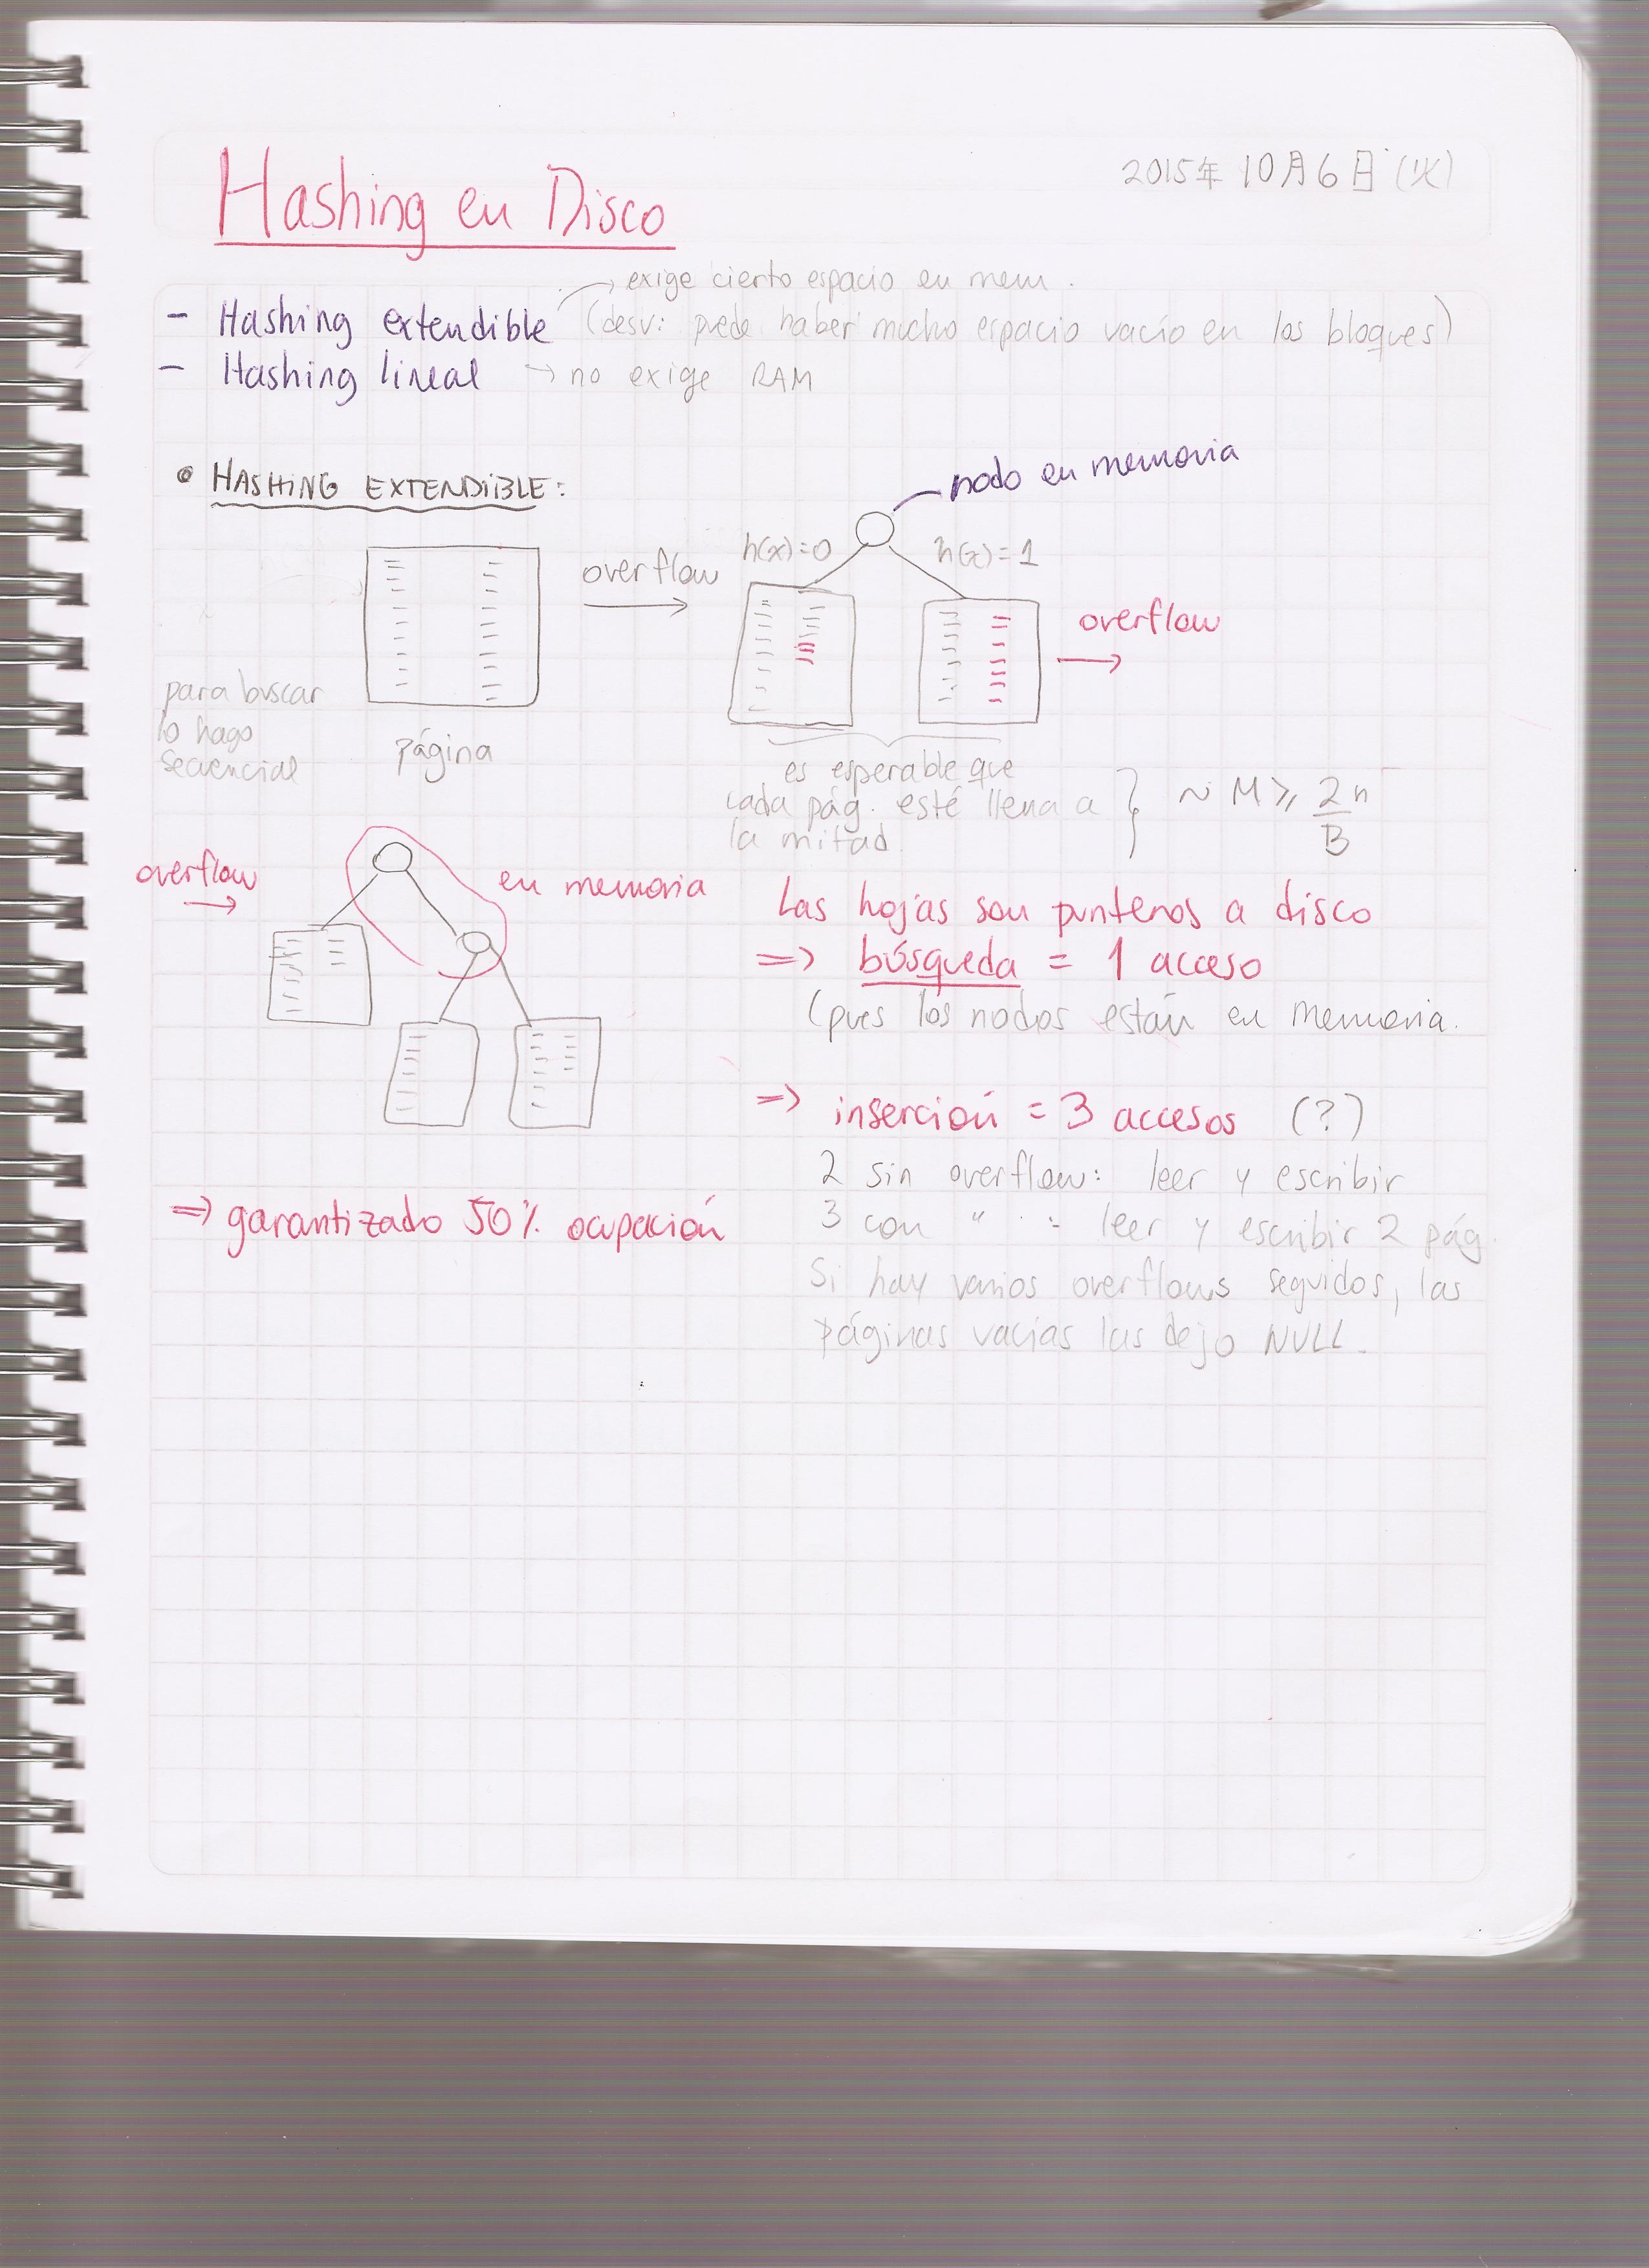 Hashing en Disco
2015年10月6日(火)
→ exige cierto espacio en mem.
- Hashing extendible (desv: puede haber mucho espacio vacío en los bloques)
- Hashing lineal → no exige RAM
• HASHING EXTENDIBLE:
nodo en memoria
h(x)=0
h(x)=1
overflow
overflow
para buscar
lo hago
secuencial
página
es esperable que
cada pág. esté llena a
la mitad.
~ M ≥ 2n/B
overflow
en memoria
Las hojas son punteros a disco
=> búsqueda = 1 acceso
(pues los nodos están en memoria.
=> inserción = 3 accesos (?)
2 sin overflow: leer y escribir
3 con " : leer y escribir 2 pág.
=> garantizado 50% ocupación
Si hay varios overflows seguidos, las
páginas vacías las dejo NULL.